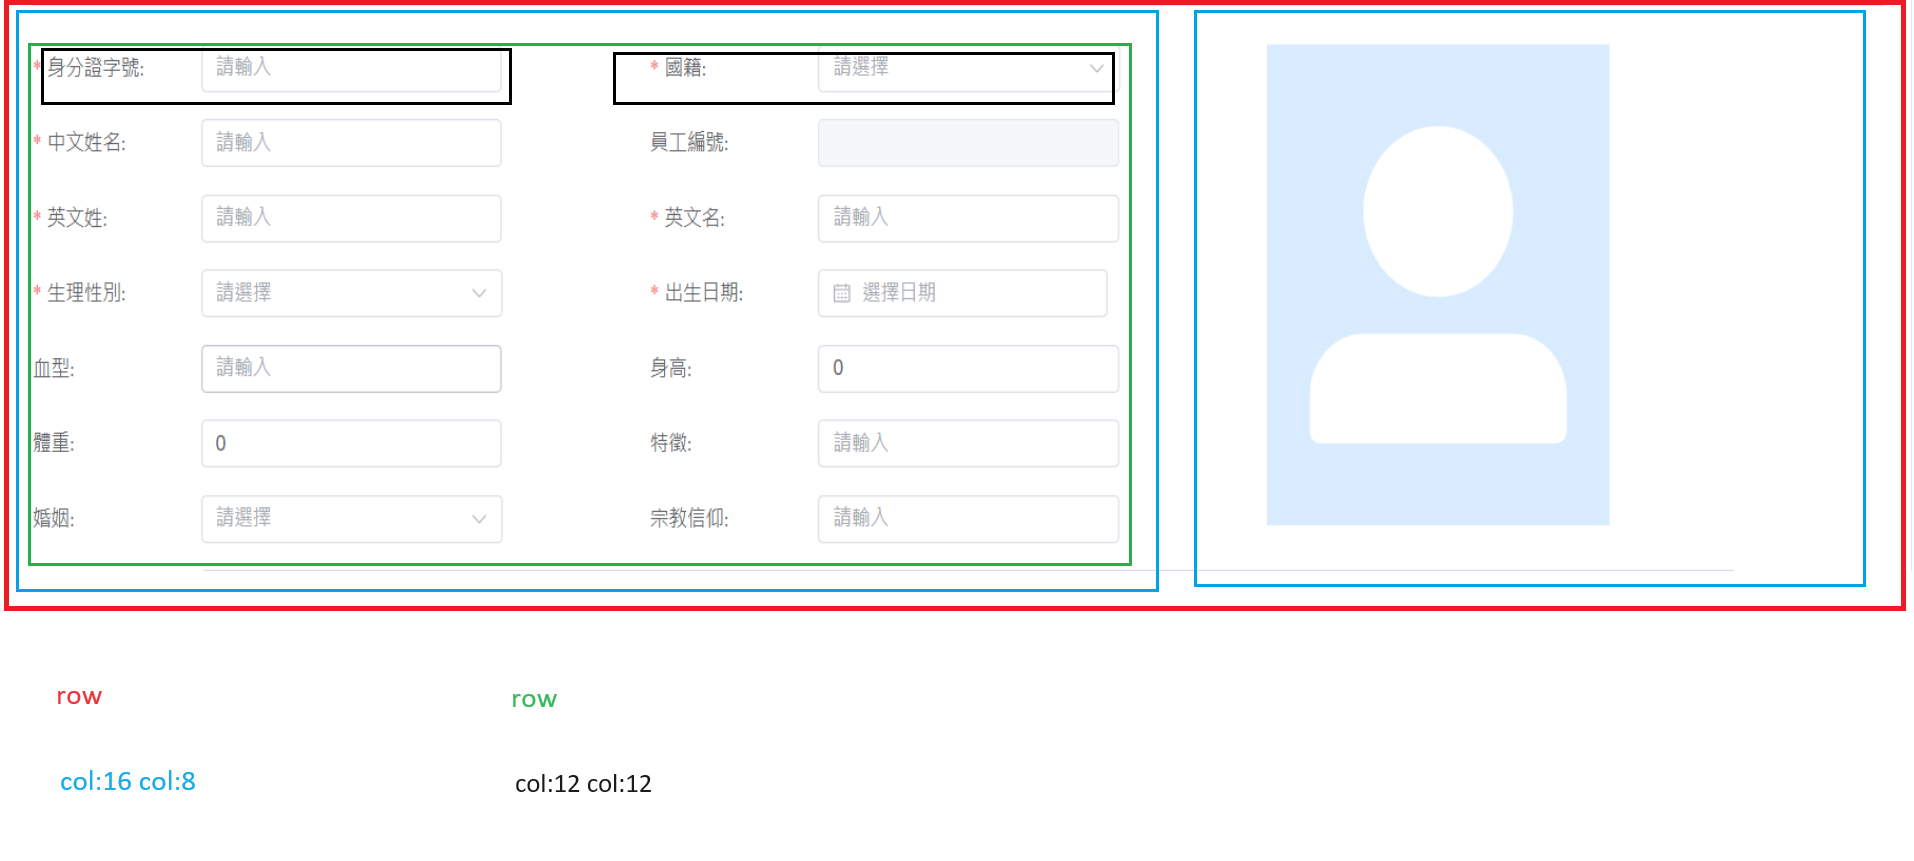 * 身分證字號: 請輸入 * 國籍: 請選擇
* 中文姓名: 請輸入 員工編號:
* 英文姓: 請輸入 * 英文名: 請輸入
* 生理性別: 請選擇 * 出生日期: 選擇日期
血型: 請輸入 身高: 0
體重: 0 特徵: 請輸入
婚姻: 請選擇 宗教信仰: 請輸入
row row
col:16 col:8 col:12 col:12